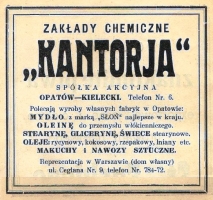 ZAKŁADY CHEMICZNE
„KANTORJA"
SPÓŁKA AKCYJNA
OPATÓW—KIELECKI. Telefon Nr. 6.
Polecają wyroby własnych fabryk w Opatowie:
MYDŁO z marką „SŁOŃ" najlepsze w kraju.
OLEINĘ do przemysłu włókienniczego.
STEARYNĘ, GLICERYNĘ, ŚWIECE stearynowe.
OLEJE: rycynowy, kokosowy, rzepakowy, lniany etc.
MAKUCHY I NAWOZY SZTUCZNE.
Reprezentacja w Warszawie (dom własny)
ul. Ceglana Nr. 9, telefon Nr. 784-72.